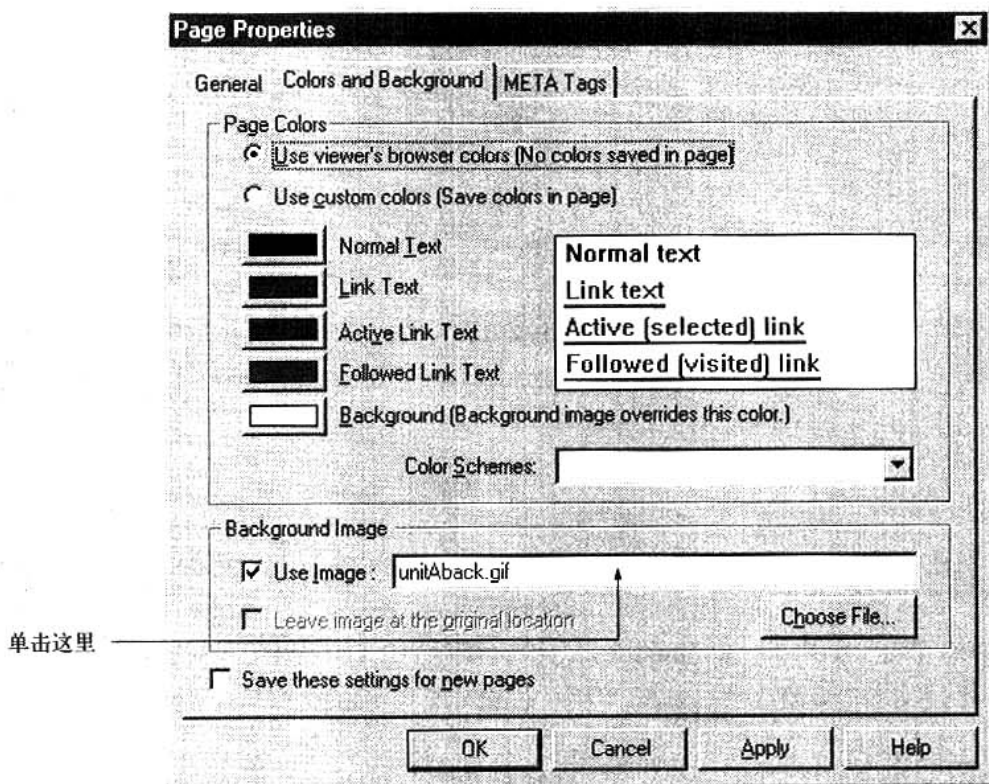 Page Properties
General Colors and Background META Tags
Page Colors
Use viewer's browser colors (No colors saved in page)
Use custom colors (Save colors in page)
Normal Text
Link Text
Active Link Text
Followed Link Text
Background (Background image overrides this color.)
Normal text
Link text
Active (selected) link
Followed (visited) link
Color Schemes:
Background Image
Use Image : unitAback.gif
Leave image at the original location
Choose File...
单击这里
Save these settings for new pages
OK Cancel Apply Help